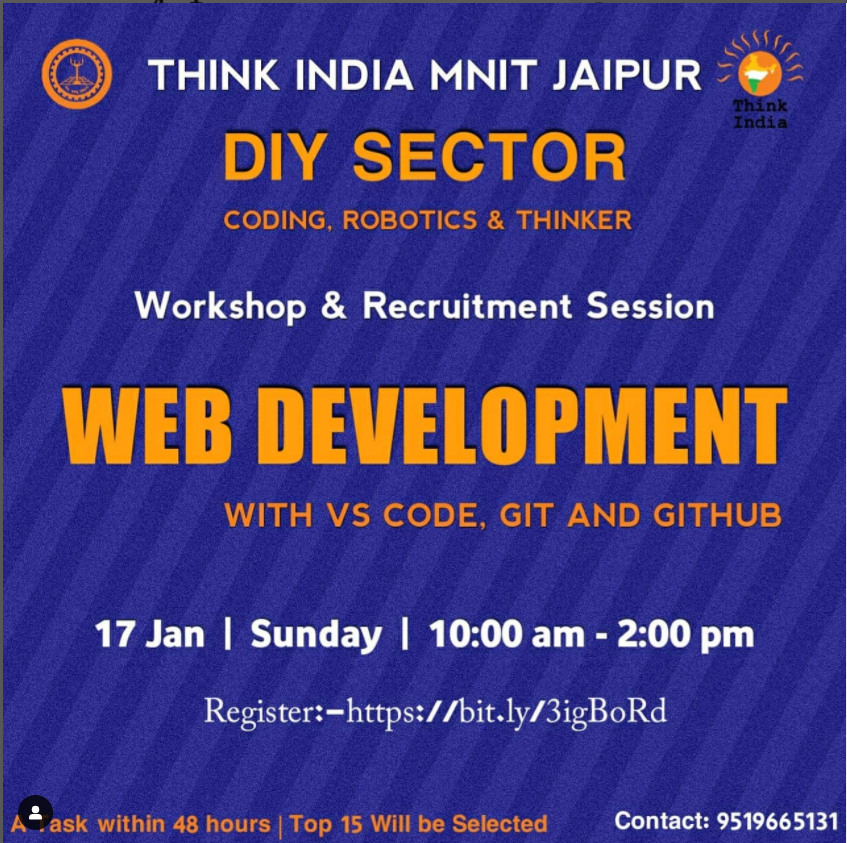 THINK INDIA MNIT JAIPUR
Think
India
DIY SECTOR
CODING, ROBOTICS & THINKER
Workshop & Recruitment Session
WEB DEVELOPMENT
WITH VS CODE, GIT AND GITHUB
17 Jan | Sunday | 10:00 am - 2:00 pm
Register:-https://bit.ly/3igBoRd
A Task within 48 hours | Top 15 Will be Selected
Contact: 9519665131